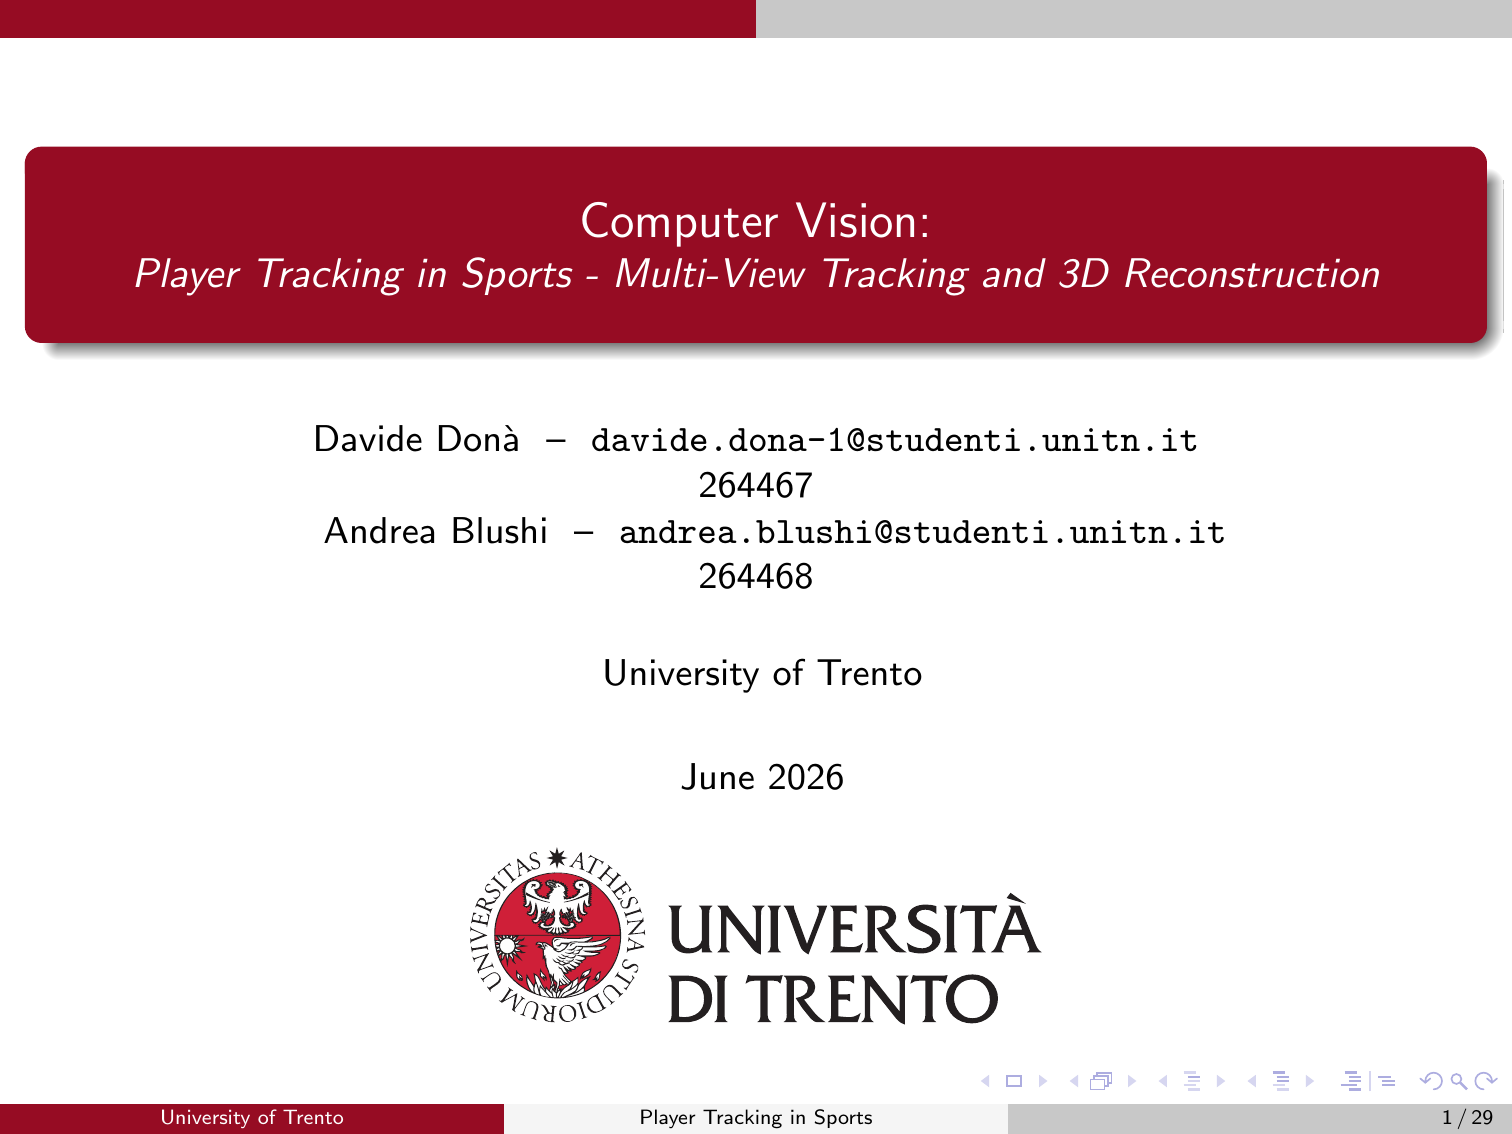 Computer Vision:
Player Tracking in Sports - Multi-View Tracking and 3D Reconstruction
Davide Donà – davide.dona-1@studenti.unitn.it
264467
Andrea Blushi – andrea.blushi@studenti.unitn.it
264468
University of Trento
June 2026
UNIVERSITAS ATHESINA STUDIORUM
UNIVERSITÀ
DI TRENTO
University of Trento
Player Tracking in Sports
1 / 29